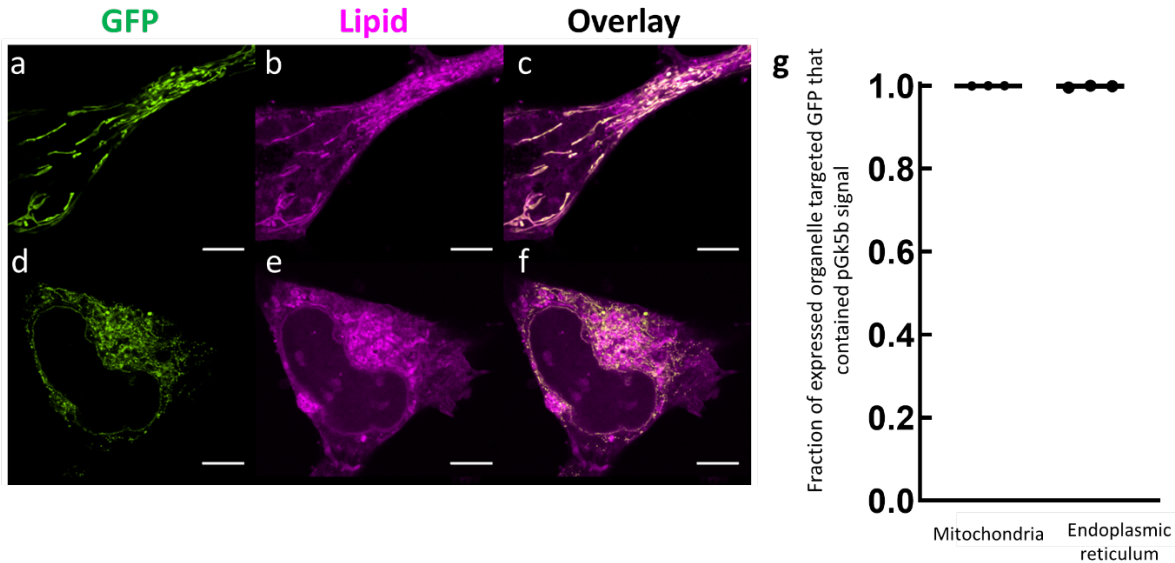 GFP Lipid Overlay
a b c
d e f
g
Fraction of expressed organelle targeted GFP that
contained pGk5b signal
1.0
0.8
0.6
0.4
0.2
0.0
Mitochondria
Endoplasmic
reticulum